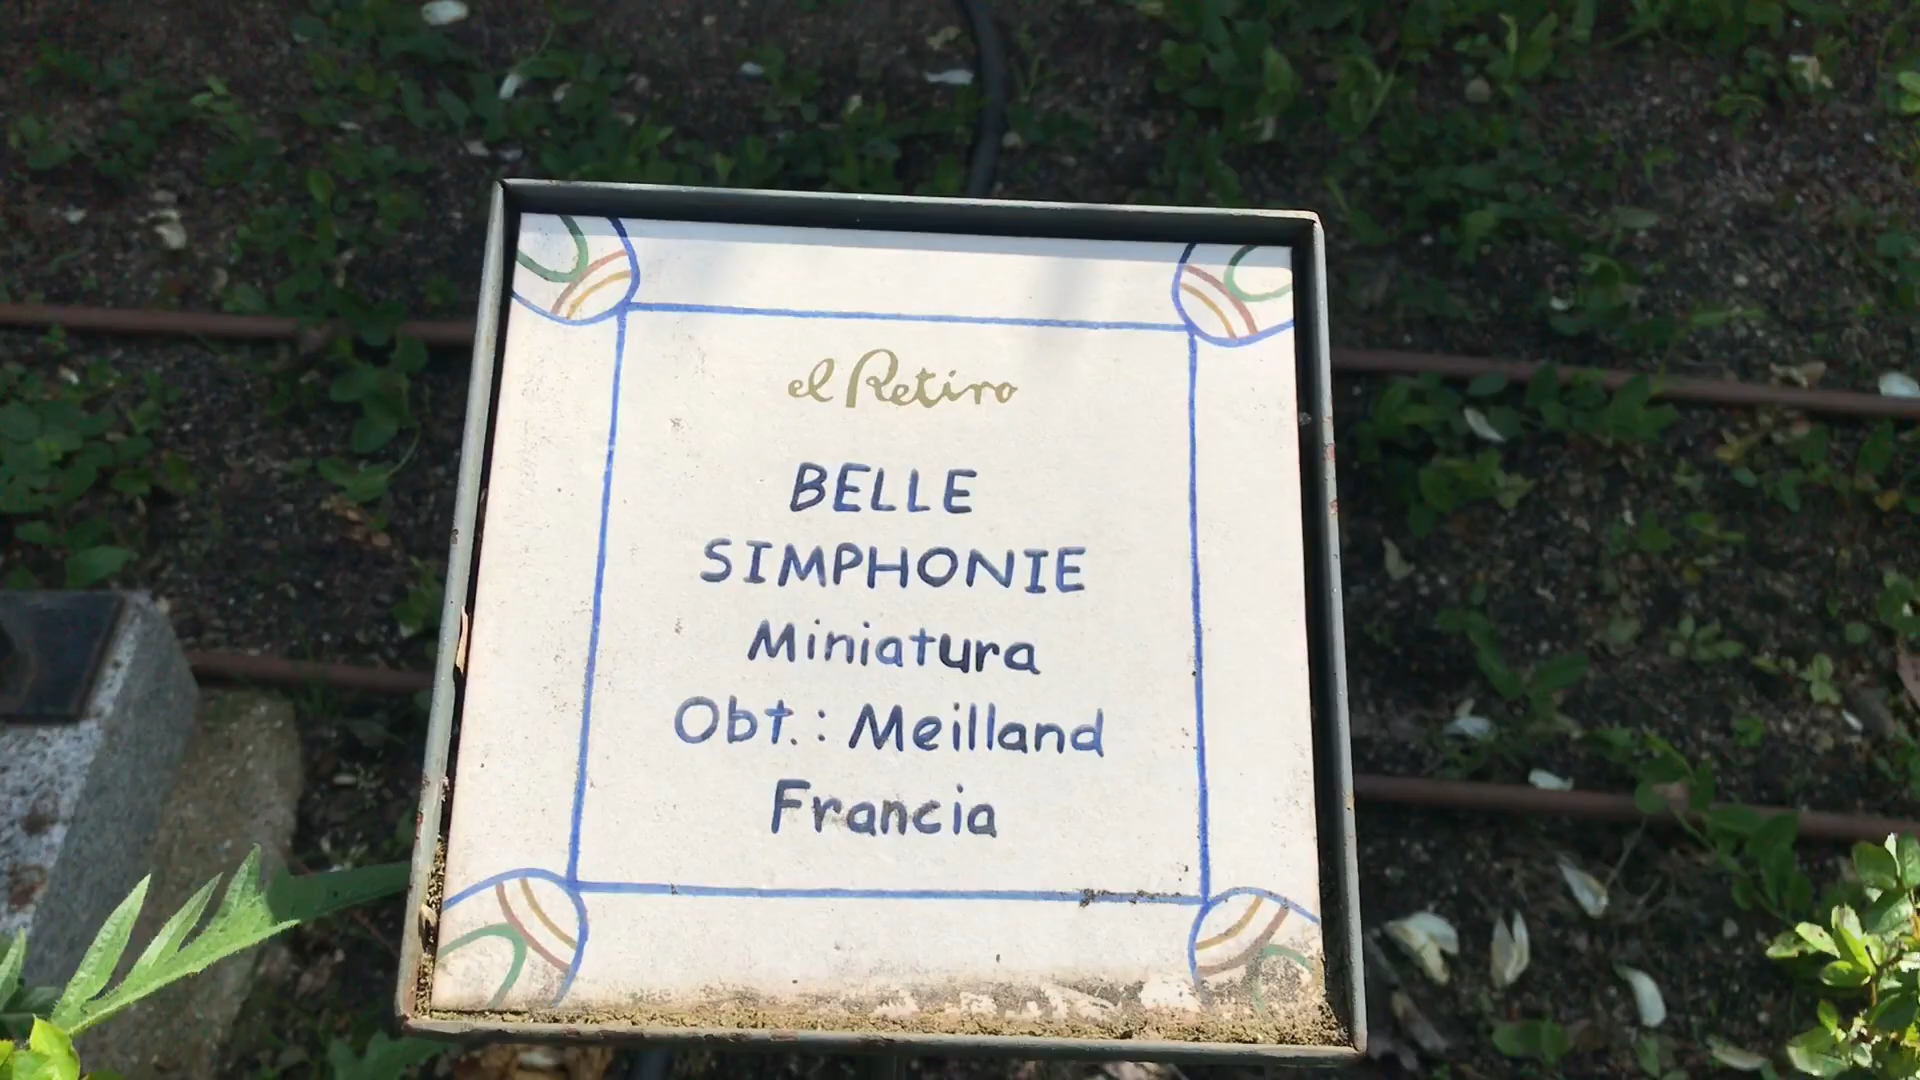 el Retiro
BELLE
SIMPHONIE
Miniatura
Obt.: Meilland
Francia